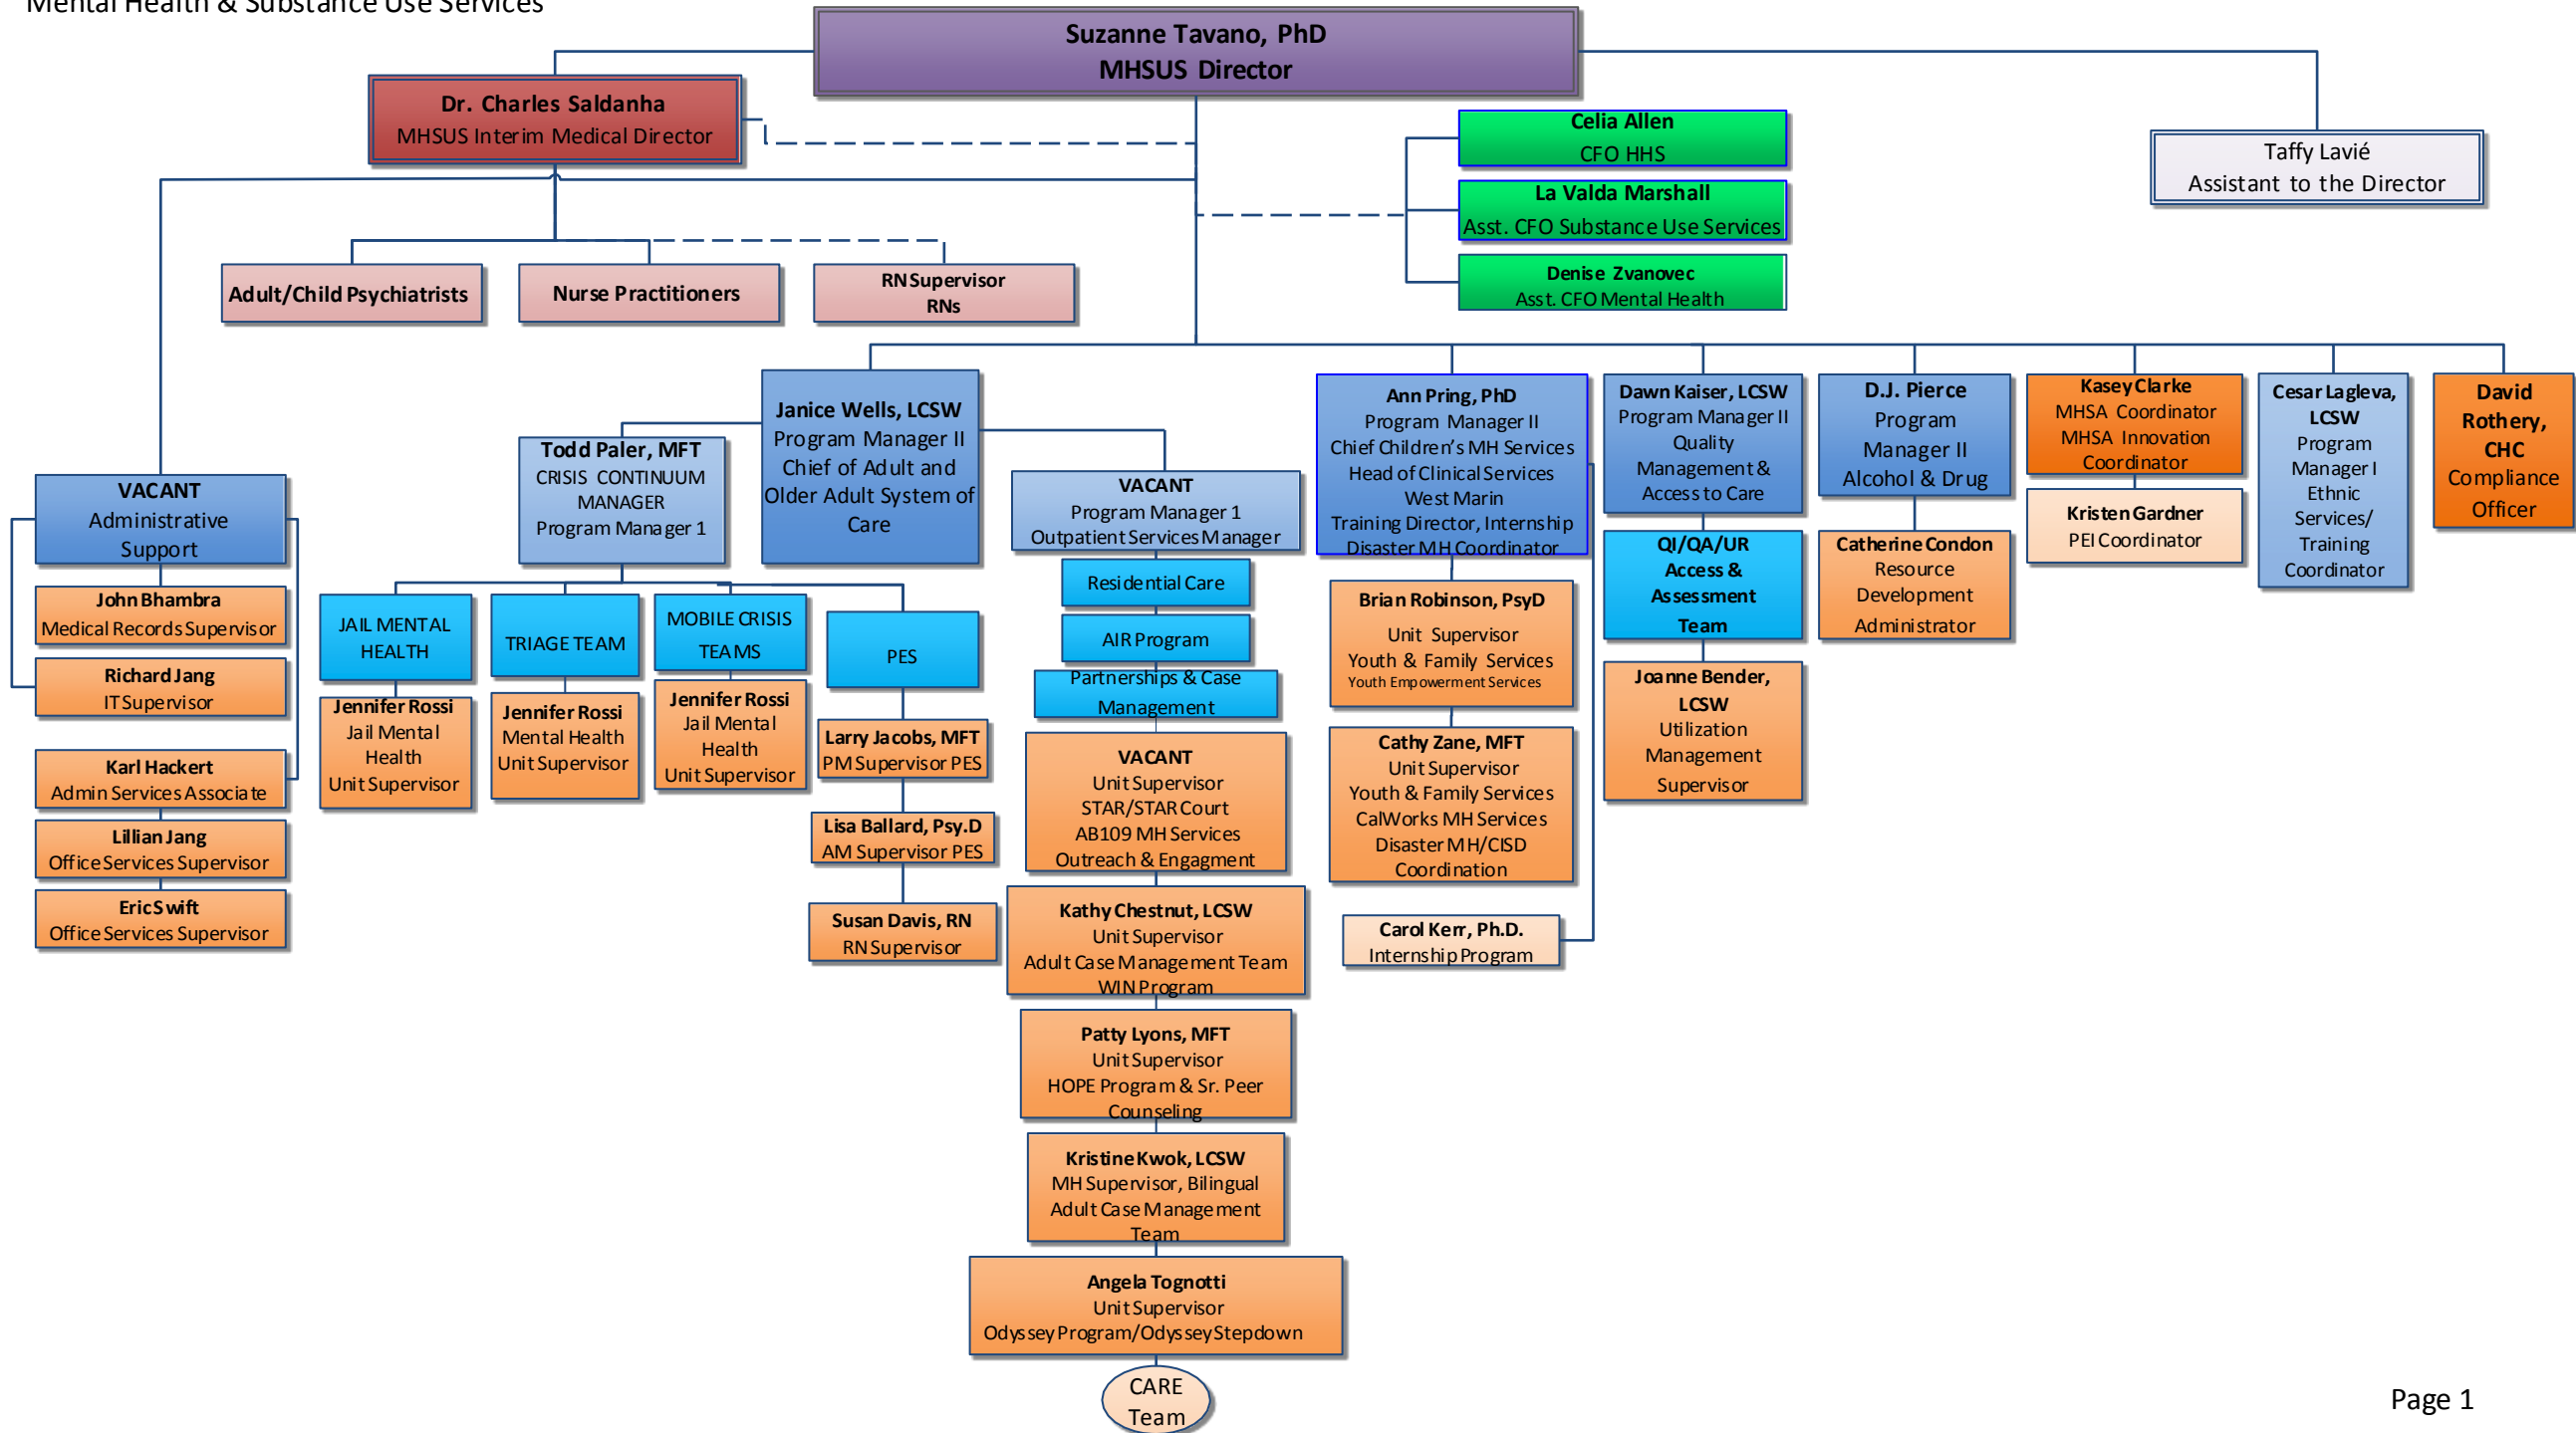 Mental Health & Substance Use Services
Suzanne Tavano, PhD
MHSUS Director
Dr. Charles Saldanha
MHSUS Interim Medical Director
Celia Allen
CFO HHS
La Valda Marshall
Asst. CFO Substance Use Services
Denise Zvanovec
Asst. CFO Mental Health
Taffy Lavié
Assistant to the Director
Adult/Child Psychiatrists
Nurse Practitioners
RN Supervisor
RNs
VACANT
Administrative
Support
John Bhambra
Medical Records Supervisor
Richard Jang
IT Supervisor
Karl Hackert
Admin Services Associate
Lillian Jang
Office Services Supervisor
Eric Swift
Office Services Supervisor
Todd Paler, MFT
CRISIS CONTINUUM
MANAGER
Program Manager 1
Janice Wells, LCSW
Program Manager II
Chief of Adult and
Older Adult System of
Care
JAIL MENTAL
HEALTH
Jennifer Rossi
Jail Mental
Health
Unit Supervisor
TRIAGE TEAM
Jennifer Rossi
Mental Health
Unit Supervisor
MOBILE CRISIS
TEAMS
Jennifer Rossi
Jail Mental
Health
Unit Supervisor
PES
Larry Jacobs, MFT
PM Supervisor PES
Lisa Ballard, Psy.D
AM Supervisor PES
Susan Davis, RN
RN Supervisor
VACANT
Program Manager 1
Outpatient Services Manager
Residential Care
AIR Program
Partnerships & Case
Management
VACANT
Unit Supervisor
STAR/STAR Court
AB109 MH Services
Outreach & Engagment
Kathy Chestnut, LCSW
Unit Supervisor
Adult Case Management Team
WIN Program
Patty Lyons, MFT
Unit Supervisor
HOPE Program & Sr. Peer
Counseling
Kristine Kwok, LCSW
MH Supervisor, Bilingual
Adult Case Management
Team
Angela Tognotti
Unit Supervisor
Odyssey Program/Odyssey Stepdown
CARE
Team
Ann Pring, PhD
Program Manager II
Chief Children's MH Services
Head of Clinical Services
West Marin
Training Director, Internship
Disaster MH Coordinator
Brian Robinson, PsyD
Unit Supervisor
Youth & Family Services
Youth Empowerment Services
Cathy Zane, MFT
Unit Supervisor
Youth & Family Services
CalWorks MH Services
Disaster MH/CISD
Coordination
Carol Kerr, Ph.D.
Internship Program
Dawn Kaiser, LCSW
Program Manager II
Quality
Management &
Access to Care
QI/QA/UR
Access &
Assessment
Team
Joanne Bender,
LCSW
Utilization
Management
Supervisor
D.J. Pierce
Program
Manager II
Alcohol & Drug
Catherine Condon
Resource
Development
Administrator
Kasey Clarke
MHSA Coordinator
MHSA Innovation
Coordinator
Kristen Gardner
PEI Coordinator
Cesar Lagleva,
LCSW
Program
Manager I
Ethnic
Services/
Training
Coordinator
David
Rothery,
CHC
Compliance
Officer
Page 1